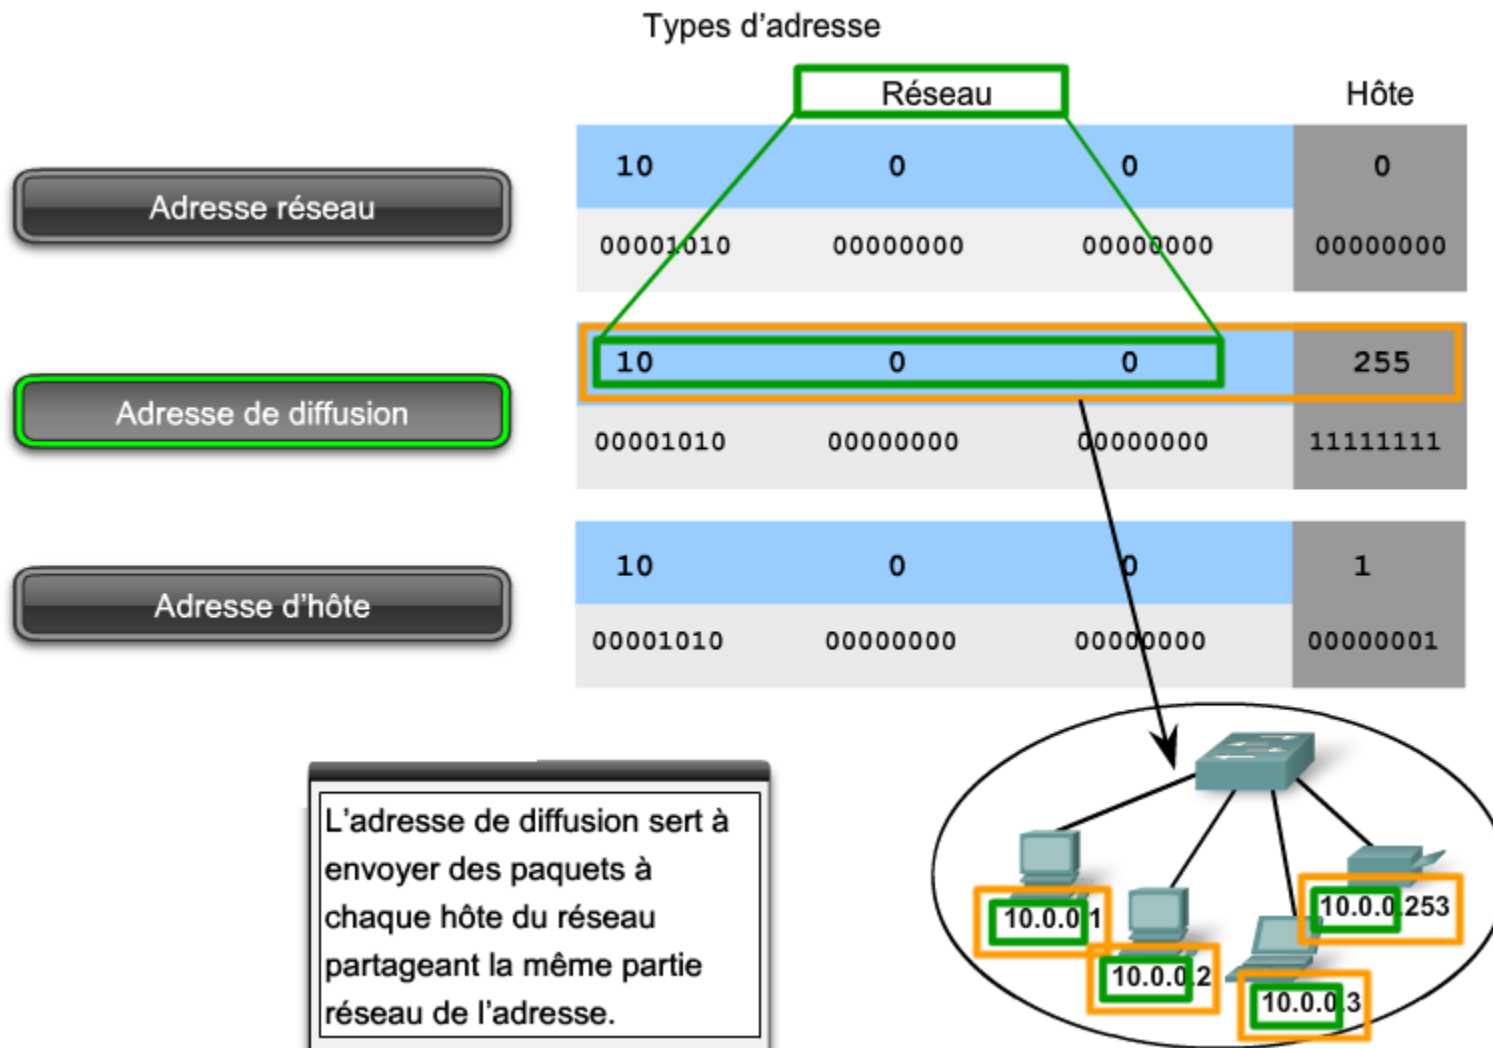 Types d'adresse
Réseau Hôte
10 0 0 0
Adresse réseau
00001010 00000000 00000000 00000000
10 0 0 255
Adresse de diffusion
00001010 00000000 00000000 11111111
10 0 0 1
Adresse d'hôte
00001010 00000000 00000000 00000001
L'adresse de diffusion sert à
envoyer des paquets à
chaque hôte du réseau
partageant la même partie
réseau de l'adresse.
10.0.0.1
10.0.0.2
10.0.0.3
10.0.0.253